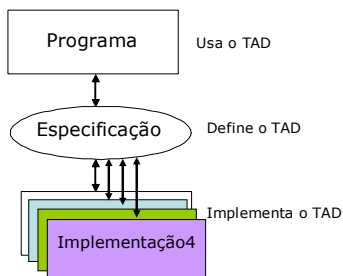 Programa
Usa o TAD
Especificação
Define o TAD
Implementa o TAD
Implementação4